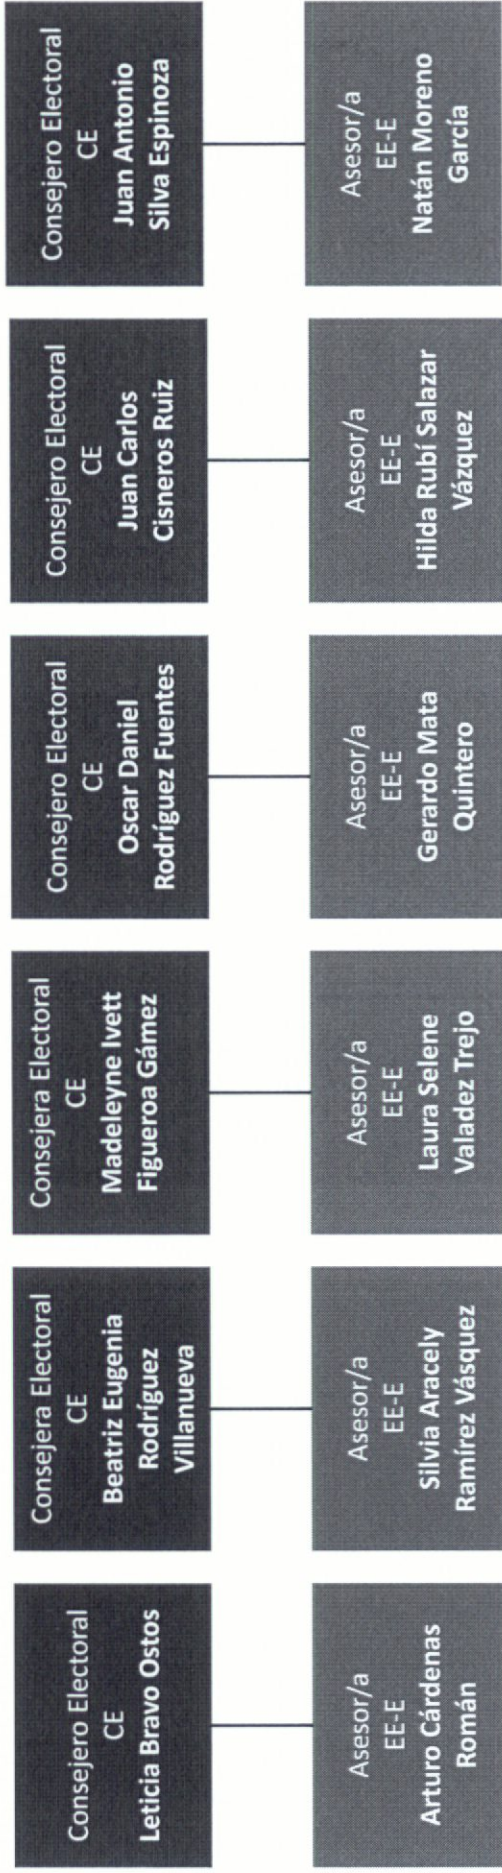 Consejero Electoral
CE
Leticia Bravo Ostos
Asesor/a
EE-E
Arturo Cárdenas
Román
Consejera Electoral
CE
Beatriz Eugenia
Rodríguez
Villanueva
Asesor/a
EE-E
Silvia Aracely
Ramírez Vásquez
Consejera Electoral
CE
Madeleyne Ivett
Figueroa Gámez
Asesor/a
EE-E
Laura Selene
Valadez Trejo
Consejero Electoral
CE
Oscar Daniel
Rodríguez Fuentes
Asesor/a
EE-E
Gerardo Mata
Quintero
Consejero Electoral
CE
Juan Carlos
Cisneros Ruiz
Asesor/a
EE-E
Hilda Rubí Salazar
Vázquez
Consejero Electoral
CE
Juan Antonio
Silva Espinoza
Asesor/a
EE-E
Natán Moreno
García